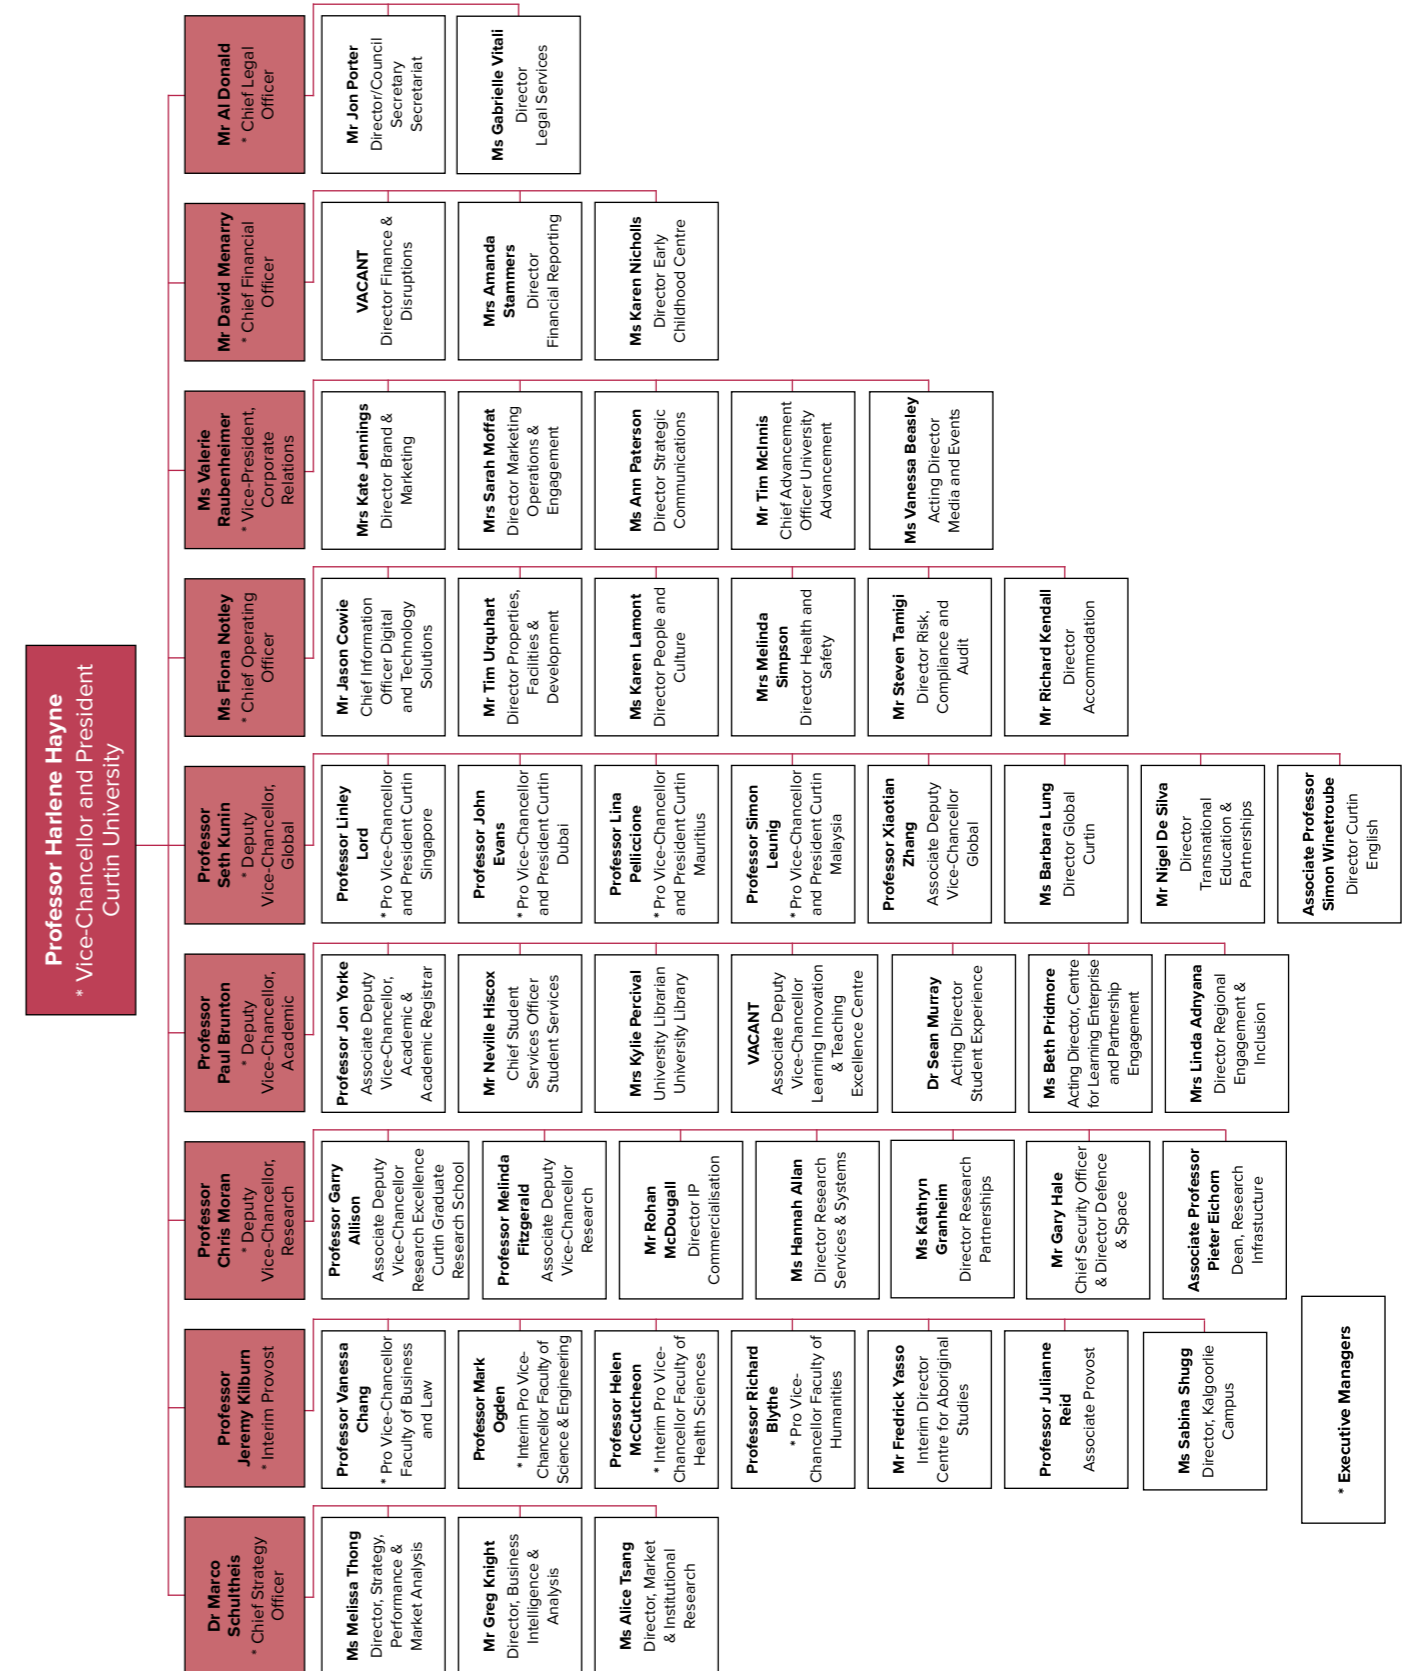 Professor Harlene Hayne
* Vice-Chancellor and President
Curtin University
Dr Marco
Schultheis
* Chief Strategy
Officer
Ms Melissa Thong
Director, Strategy,
Performance &
Market Analysis
Mr Greg Knight
Director, Business
Intelligence &
Analysis
Ms Alice Tsang
Director, Market
& Institutional
Research
Professor
Jeremy Kilburn
* Interim Provost
Professor Vanessa
Chang
* Pro Vice-Chancellor
Faculty of Business
and Law
Professor Mark
Ogden
* Interim Pro Vice-
Chancellor Faculty of
Science & Engineering
Professor Helen
McCutcheon
* Interim Pro Vice-
Chancellor Faculty of
Health Sciences
Professor Richard
Blythe
* Pro Vice-
Chancellor Faculty of
Humanities
Mr Fredrick Yasso
Interim Director
Centre for Aboriginal
Studies
Professor Julianne
Reid
Associate Provost
Ms Sabina Shugg
Director, Kalgoorlie
Campus
Professor
Chris Moran
* Deputy
Vice-Chancellor,
Research
Professor Garry
Allison
Associate Deputy
Vice-Chancellor
Research Excellence
Curtin Graduate
Research School
Professor Melinda
Fitzgerald
Associate Deputy
Vice-Chancellor
Research
Mr Rohan
McDougall
Director IP
Commercialisation
Ms Hannah Allan
Director Research
Services & Systems
Ms Kathryn
Granheim
Director Research
Partnerships
Mr Gary Hale
Chief Security Officer
& Director Defence
& Space
Associate Professor
Pieter Eichorn
Dean, Research
Infrastucture
Professor
Paul Brunton
* Deputy
Vice-Chancellor,
Academic
Professor Jon Yorke
Associate Deputy
Vice-Chancellor,
Academic &
Academic Registrar
Mr Neville Hiscox
Chief Student
Services Officer
Student Services
Mrs Kylie Percival
University Librarian
University Library
VACANT
Associate Deputy
Vice-Chancellor
Learning Innovation
& Teaching
Excellence Centre
Dr Sean Murray
Acting Director
Student Experience
Ms Beth Pridmore
Acting Director, Centre
for Learning Enterprise
and Partnership
Engagement
Mrs Linda Adnyana
Director Regional
Engagement &
Inclusion
Professor
Seth Kunin
* Deputy
Vice-Chancellor,
Global
Professor Linley
Lord
* Pro Vice-Chancellor
and President Curtin
Singapore
Professor John
Evans
* Pro Vice-Chancellor
and President Curtin
Dubai
Professor Lina
Pelliccione
* Pro Vice-Chancellor
and President Curtin
Mauritius
Professor Simon
Leunig
* Pro Vice-Chancellor
and President Curtin
Malaysia
Professor Xiaotian
Zhang
Associate Deputy
Vice-Chancellor
Global
Ms Barbara Lung
Director Global
Curtin
Mr Nigel De Silva
Director
Transnational
Education &
Partnerships
Associate Professor
Simon Winetroube
Director Curtin
English
Ms Fiona Notley
* Chief Operating
Officer
Mr Jason Cowie
Chief Information
Officer Digital
and Technology
Solutions
Mr Tim Urquhart
Director Properties,
Facilities &
Development
Ms Karen Lamont
Director People and
Culture
Mrs Melinda
Simpson
Director Health and
Safety
Mr Steven Tamigi
Director Risk,
Compliance and
Audit
Mr Richard Kendall
Director
Accommodation
Ms Valerie
Raubenheimer
* Vice-President,
Corporate
Relations
Mrs Kate Jennings
Director Brand &
Marketing
Mrs Sarah Moffat
Director Marketing
Operations &
Engagement
Ms Ann Paterson
Director Strategic
Communications
Mr Tim McInnis
Chief Advancement
Officer University
Advancement
Ms Vanessa Beasley
Acting Director
Media and Events
Mr David Menarry
* Chief Financial
Officer
VACANT
Director Finance &
Disruptions
Mrs Amanda
Stammers
Director
Financial Reporting
Ms Karen Nicholls
Director Early
Childhood Centre
Mr Al Donald
* Chief Legal
Officer
Mr Jon Porter
Director/Council
Secretary
Secretariat
Ms Gabrielle Vitali
Director
Legal Services
* Executive Managers